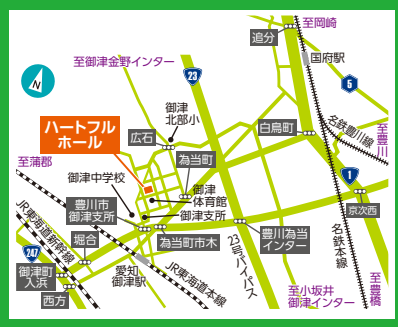 至岡崎
追分
国府駅
至御津金野インター
23
N
5
御津
北部小
名鉄豊川線
至豊川
ハートフル
ホール
広石
白鳥町
為当町
至蒲郡
1
御津中学校
御津
体育館
京次西
豊川市
御津支所
御津支所
JR東海道新幹線
堀合
為当町市木
豊川為当
インター
名鉄本線
23号バイパス
247
御津町
入浜
愛知
御津駅
JR東海道本線
西方
至小坂井
御津インター
至豊橋